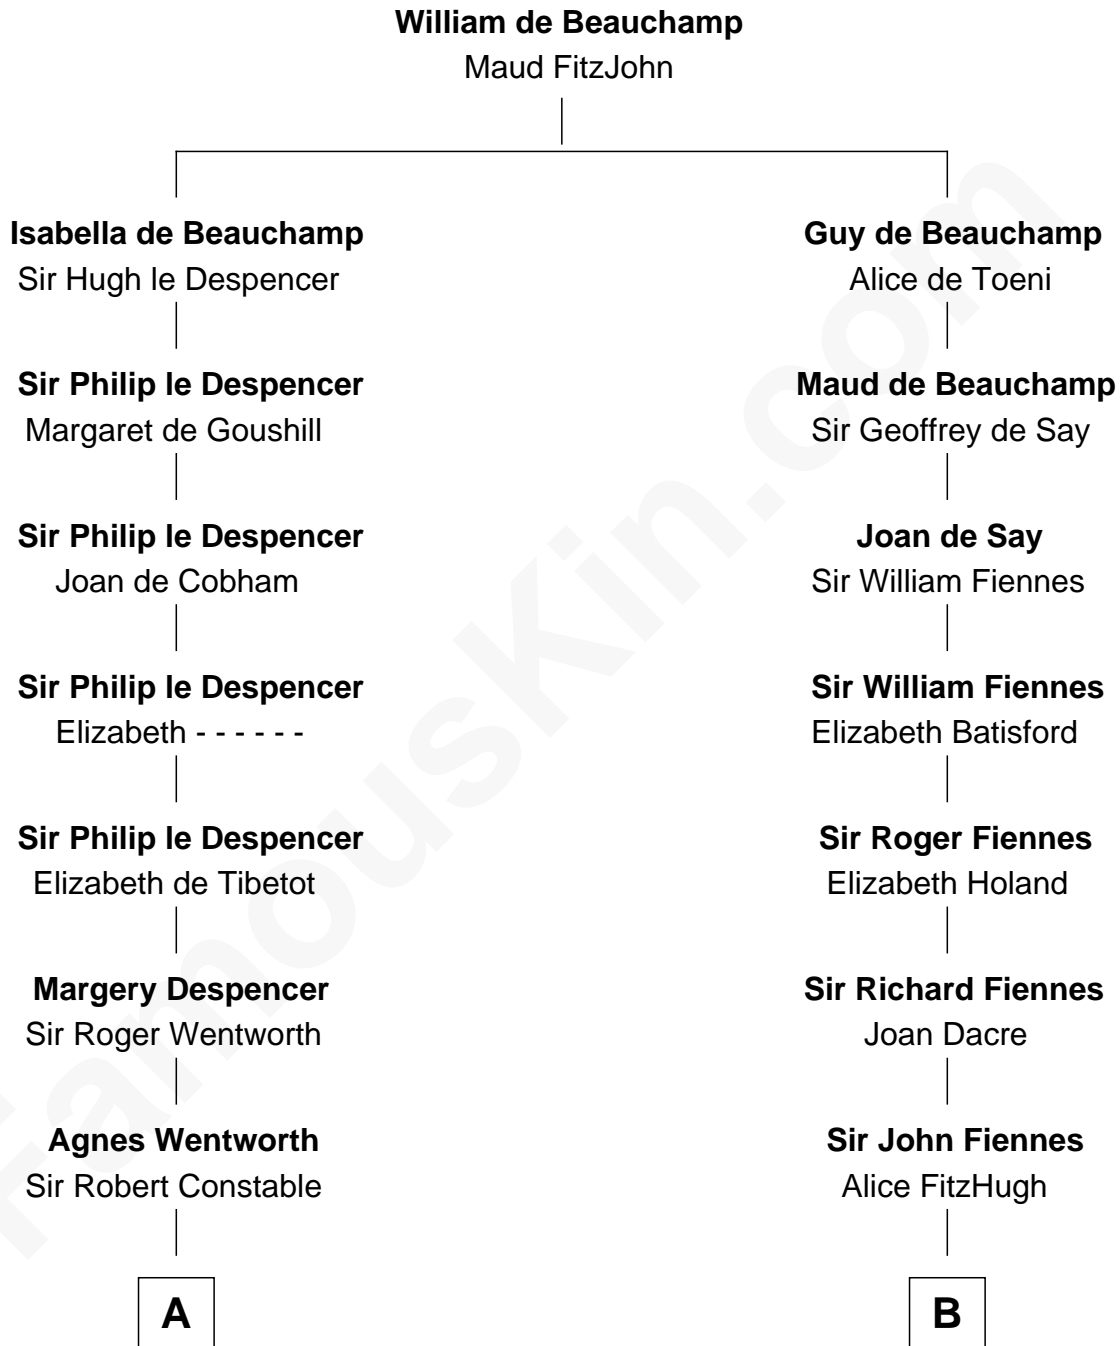 William de Beauchamp
Maud FitzJohn
Isabella de Beauchamp
Sir Hugh le Despencer
Sir Philip le Despencer
Margaret de Goushill
Sir Philip le Despencer
Joan de Cobham
Sir Philip le Despencer
Elizabeth - - - - - -
Sir Philip le Despencer
Elizabeth de Tibetot
Margery Despencer
Sir Roger Wentworth
Agnes Wentworth
Sir Robert Constable
A
Guy de Beauchamp
Alice de Toeni
Maud de Beauchamp
Sir Geoffrey de Say
Joan de Say
Sir William Fiennes
Sir William Fiennes
Elizabeth Batisford
Sir Roger Fiennes
Elizabeth Holand
Sir Richard Fiennes
Joan Dacre
Sir John Fiennes
Alice FitzHugh
B
FamousKin.com